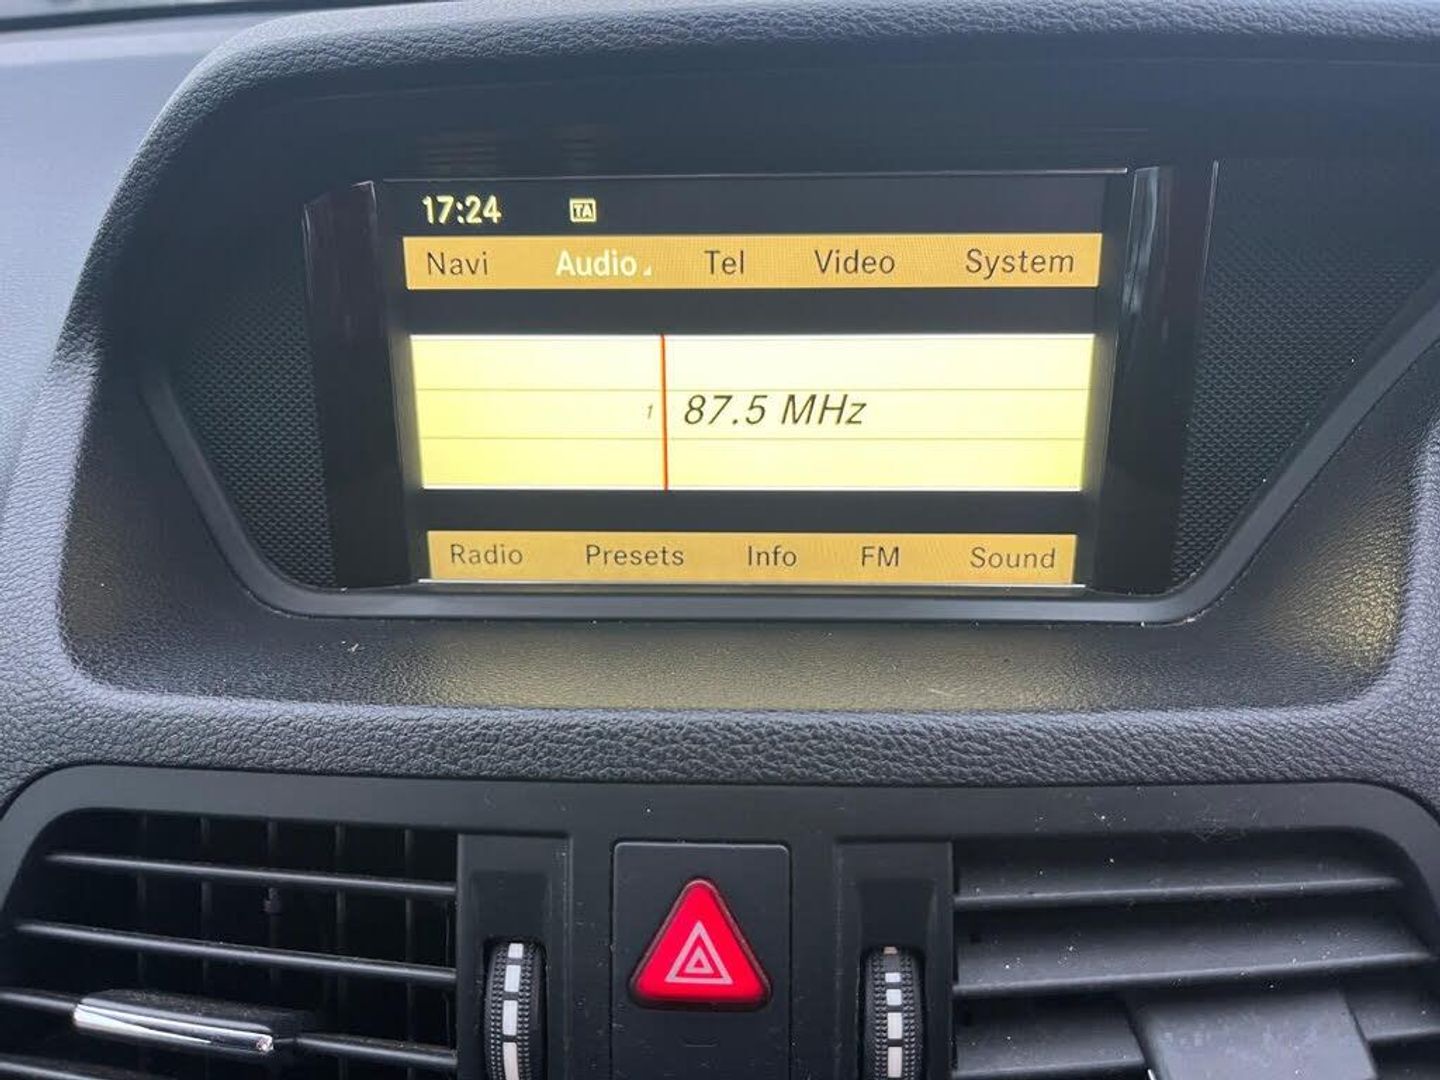 17:24 TA
Navi Audio Tel Video System
1 87.5 MHz
Radio Presets Info FM Sound